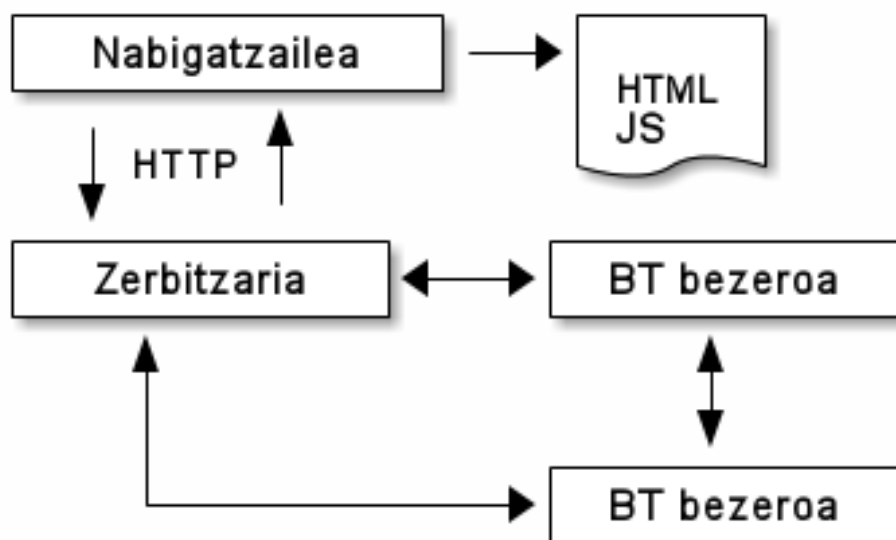 Nabigatzailea
HTML
JS
HTTP
Zerbitzaria
BT bezeroa
BT bezeroa